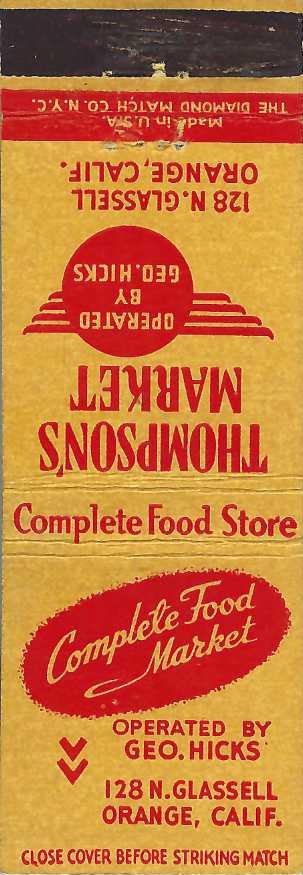 Made in U.S.A.
THE DIAMOND MATCH CO. N.Y.C.
THOMPSON'S
MARKET
OPERATED
BY
GEO. HICKS
128 N. GLASSELL
ORANGE, CALIF.
Complete Food Store
Complete Food
Market
OPERATED BY
GEO. HICKS
128 N. GLASSELL
ORANGE, CALIF.
CLOSE COVER BEFORE STRIKING MATCH